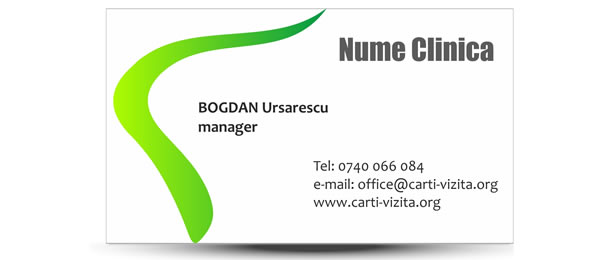 Nume Clinica
BOGDAN Ursarescu
manager
Tel: 0740 066 084
e-mail: office@carti-vizita.org
www.carti-vizita.org